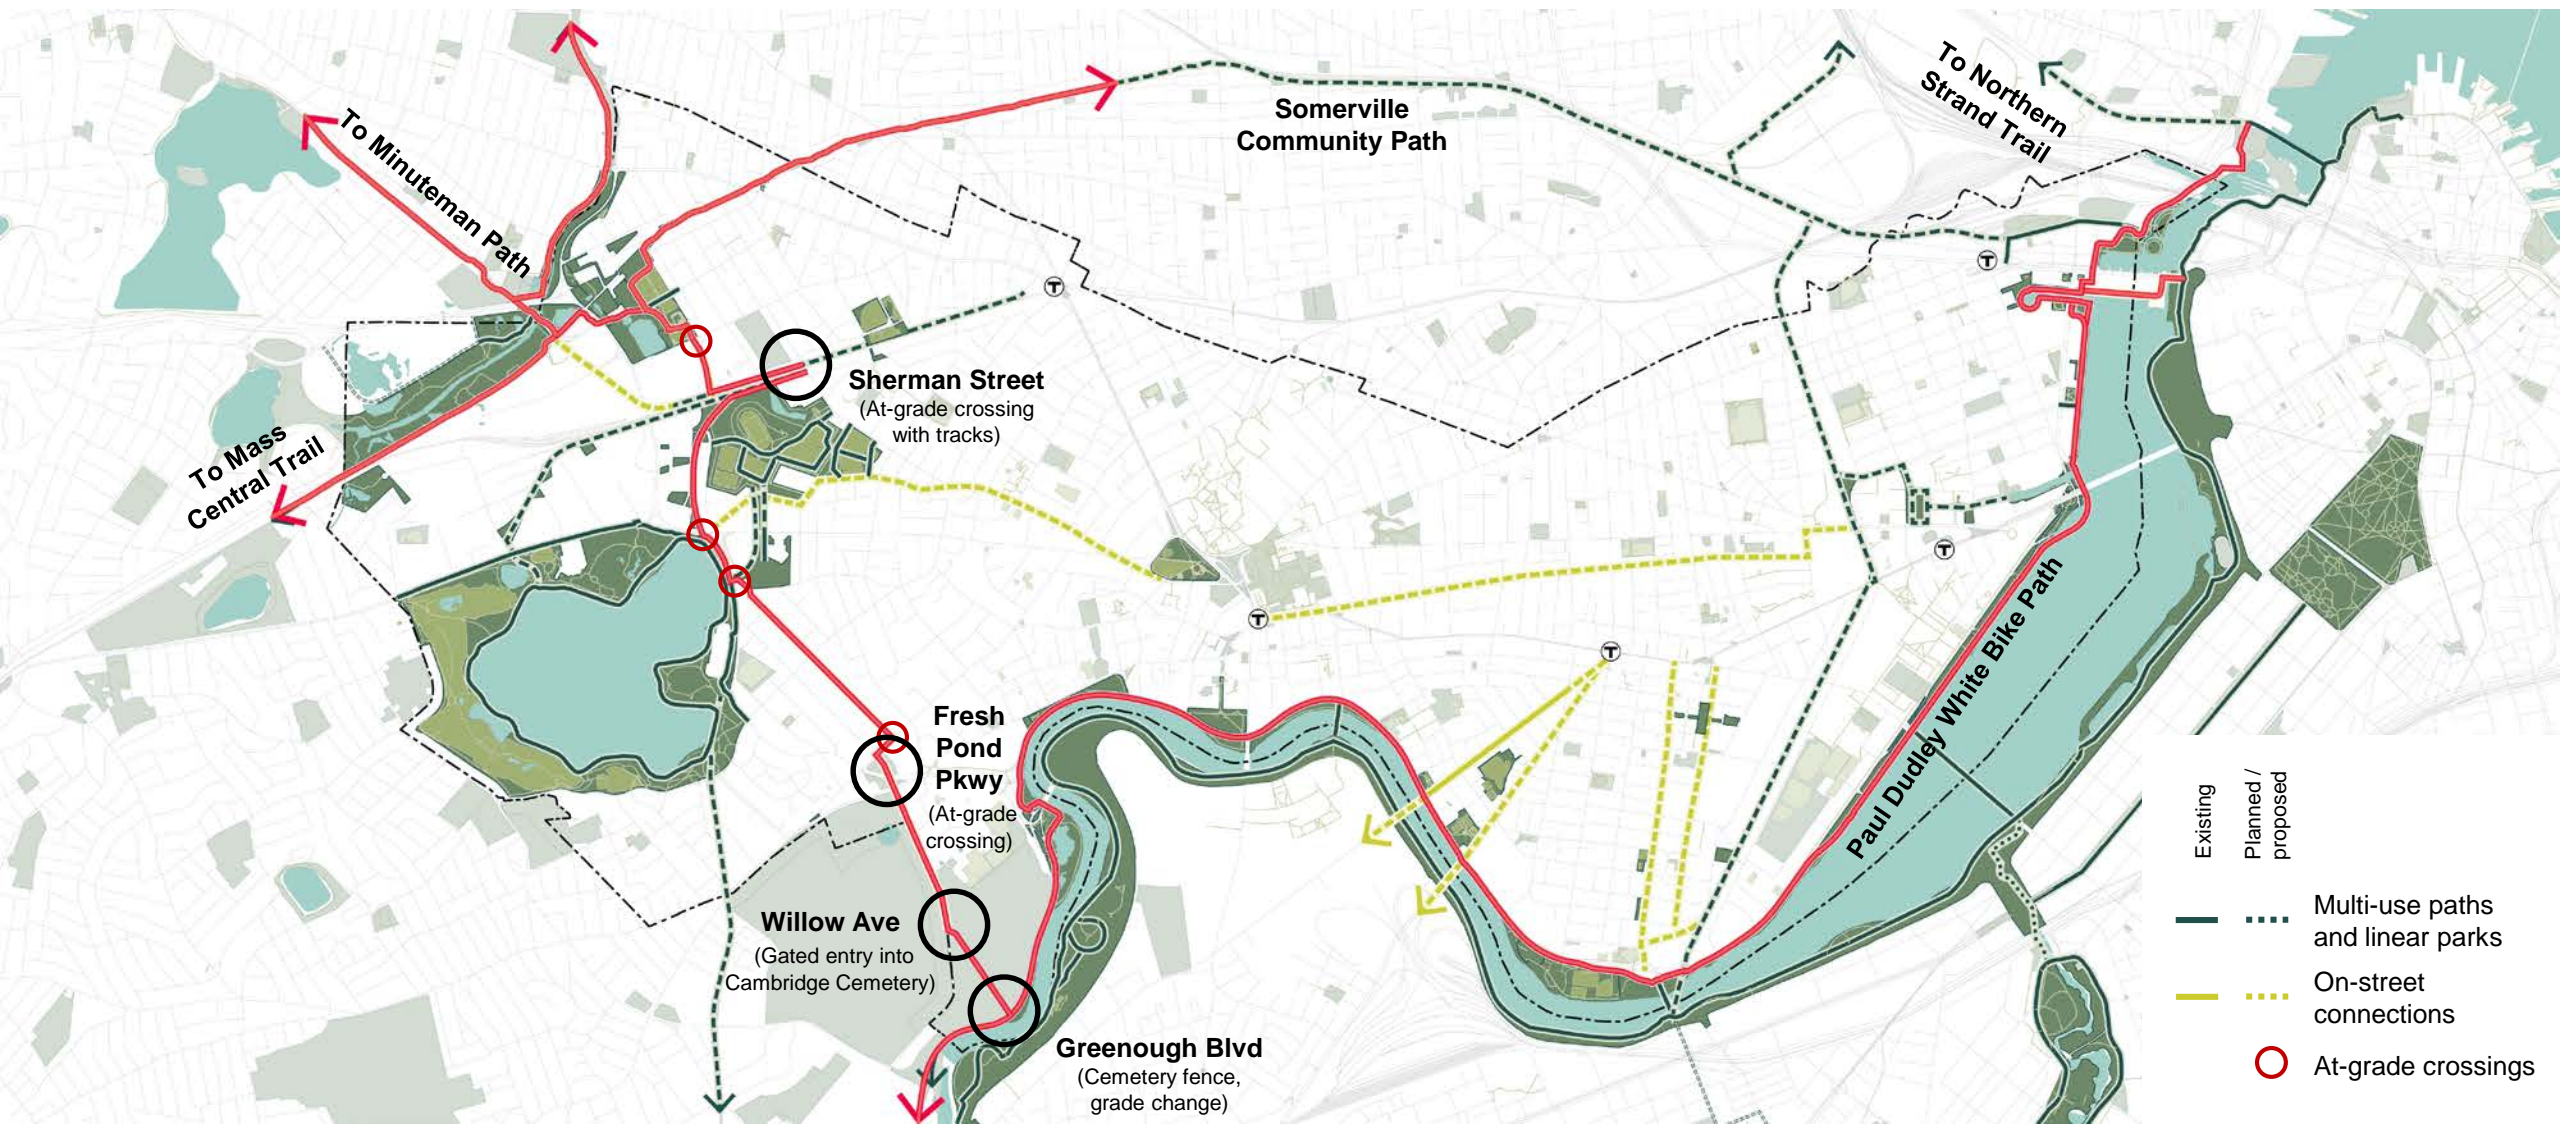 To Minuteman Path
Somerville
Community Path
To Northern
Strand Trail
T
T
T
T
T
Sherman Street
(At-grade crossing
with tracks)
To Mass
Central Trail
Fresh
Pond
Pkwy
(At-grade
crossing)
Paul Dudley White Bike Path
Willow Ave
(Gated entry into
Cambridge Cemetery)
Greenough Blvd
(Cemetery fence,
grade change)
Existing
Planned /
proposed
Multi-use paths
and linear parks
On-street
connections
At-grade crossings